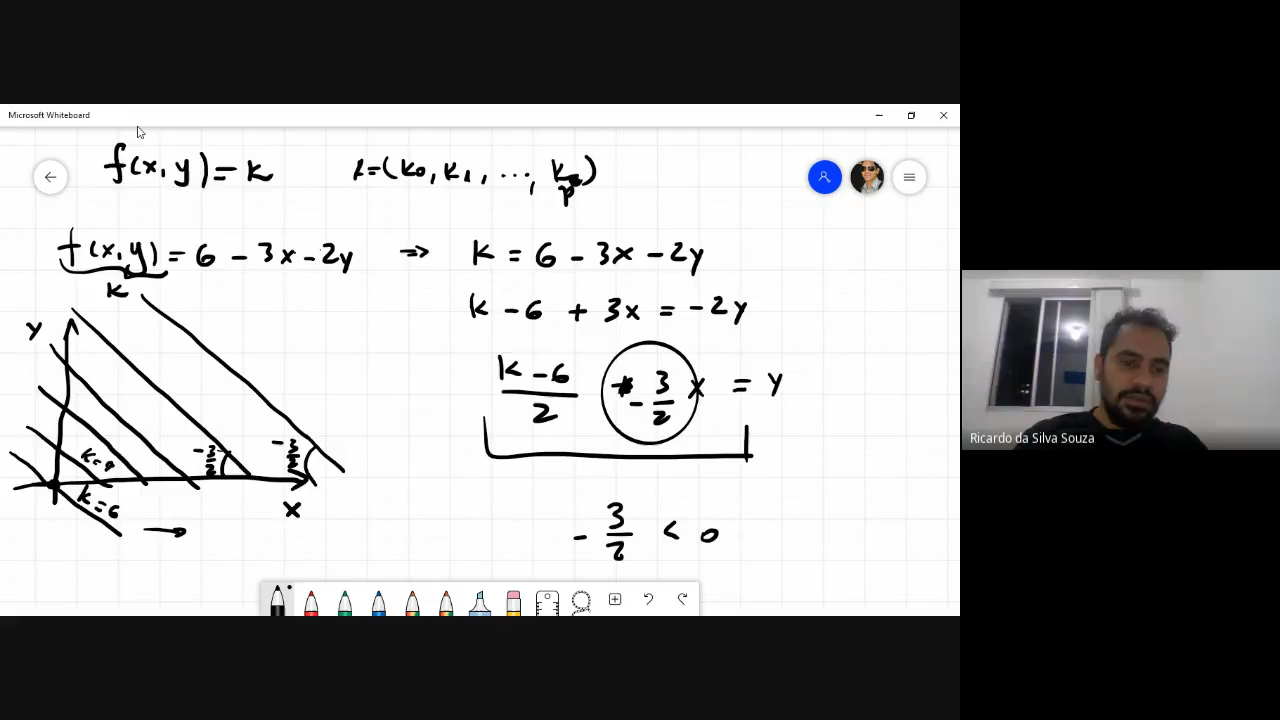 Microsoft Whiteboard
f(x,y) = k    k=(k0, k1, ..., kp)
f(x,y) = 6 - 3x - 2y => k = 6 - 3x - 2y
k
k - 6 + 3x = -2y
k - 6 / 2 - 3/2 x = y
y
-3/2
-3/2
k=6
x
- 3/2 < 0
Ricardo da Silva Souza